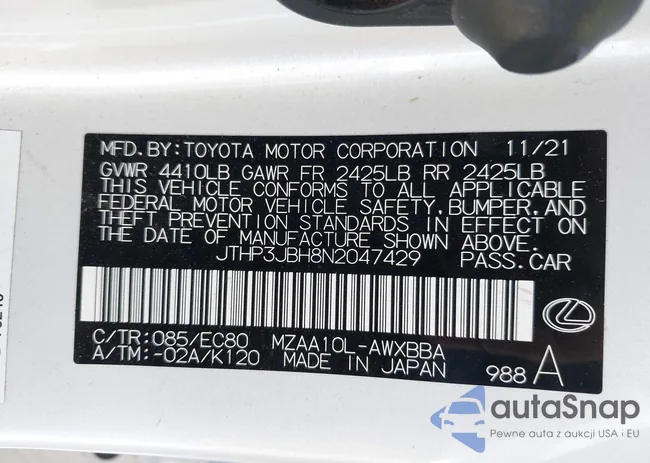 MFD.BY:TOYOTA MOTOR CORPORATION 11/21
GVWR 4410LB GAWR FR 2425LB RR 2425LB
THIS VEHICLE CONFORMS TO ALL APPLICABLE
FEDERAL MOTOR VEHICLE SAFETY,BUMPER,AND
THEFT PREVENTION STANDARDS IN EFFECT ON
THE DATE OF MANUFACTURE SHOWN ABOVE.
JTHP3JBH8N2047429 PASS.CAR
C/TR:085/EC80 MZAA10L-AWXBBA
A/TM:-02A/K120 MADE IN JAPAN 988 A
autaSnap
Pewne auta z aukcji USA i EU